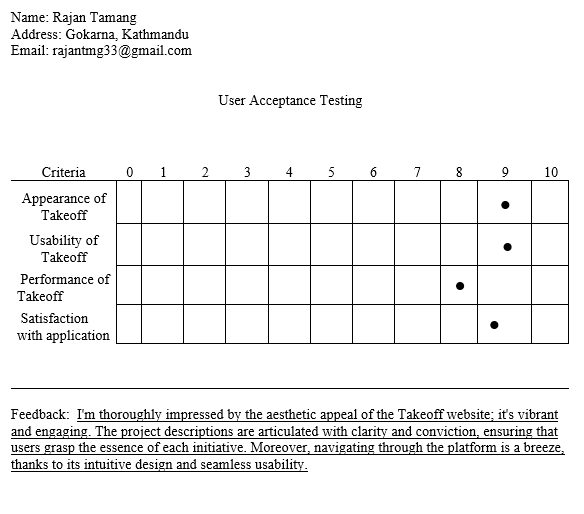 Name: Rajan Tamang
Address: Gokarna, Kathmandu
Email: rajantmg33@gmail.com
User Acceptance Testing
Criteria 0 1 2 3 4 5 6 7 8 9 10
Appearance of
Takeoff
Usability of
Takeoff
Performance of
Takeoff
Satisfaction
with application
Feedback: I'm thoroughly impressed by the aesthetic appeal of the Takeoff website; it's vibrant
and engaging. The project descriptions are articulated with clarity and conviction, ensuring that
users grasp the essence of each initiative. Moreover, navigating through the platform is a breeze,
thanks to its intuitive design and seamless usability.